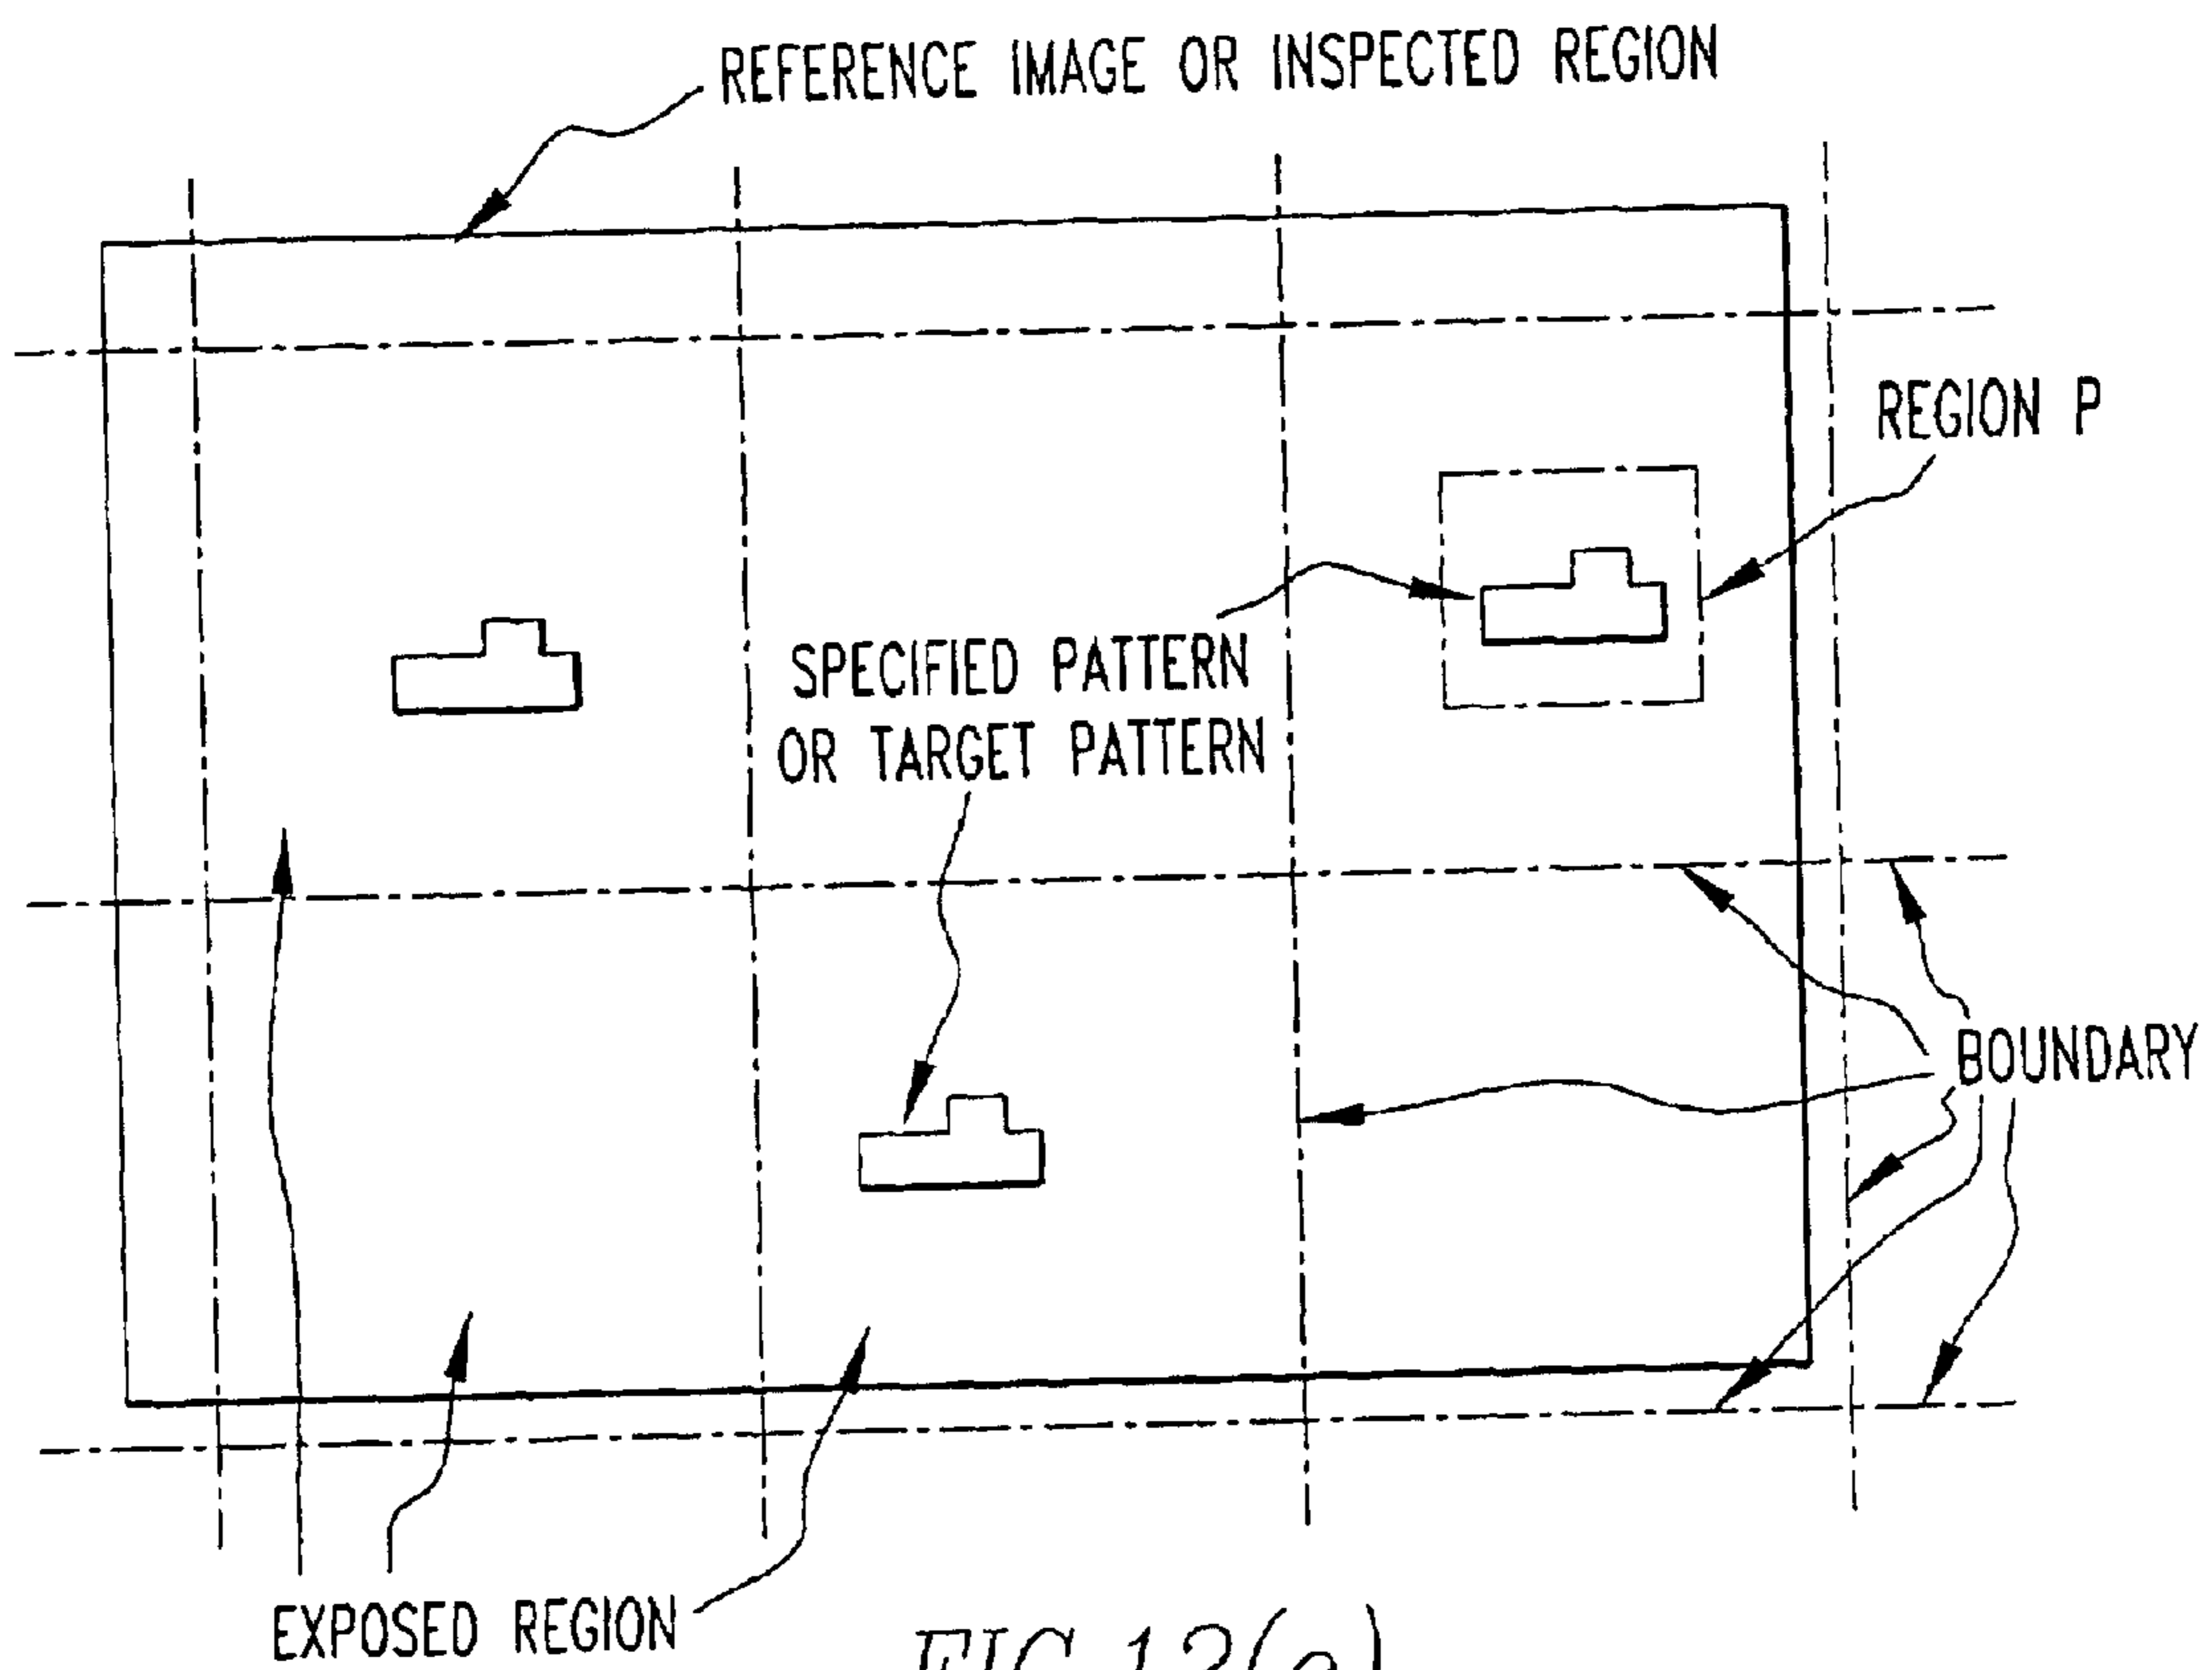 REFERENCE IMAGE OR INSPECTED REGION
REGION P
SPECIFIED PATTERN
OR TARGET PATTERN
BOUNDARY
EXPOSED REGION